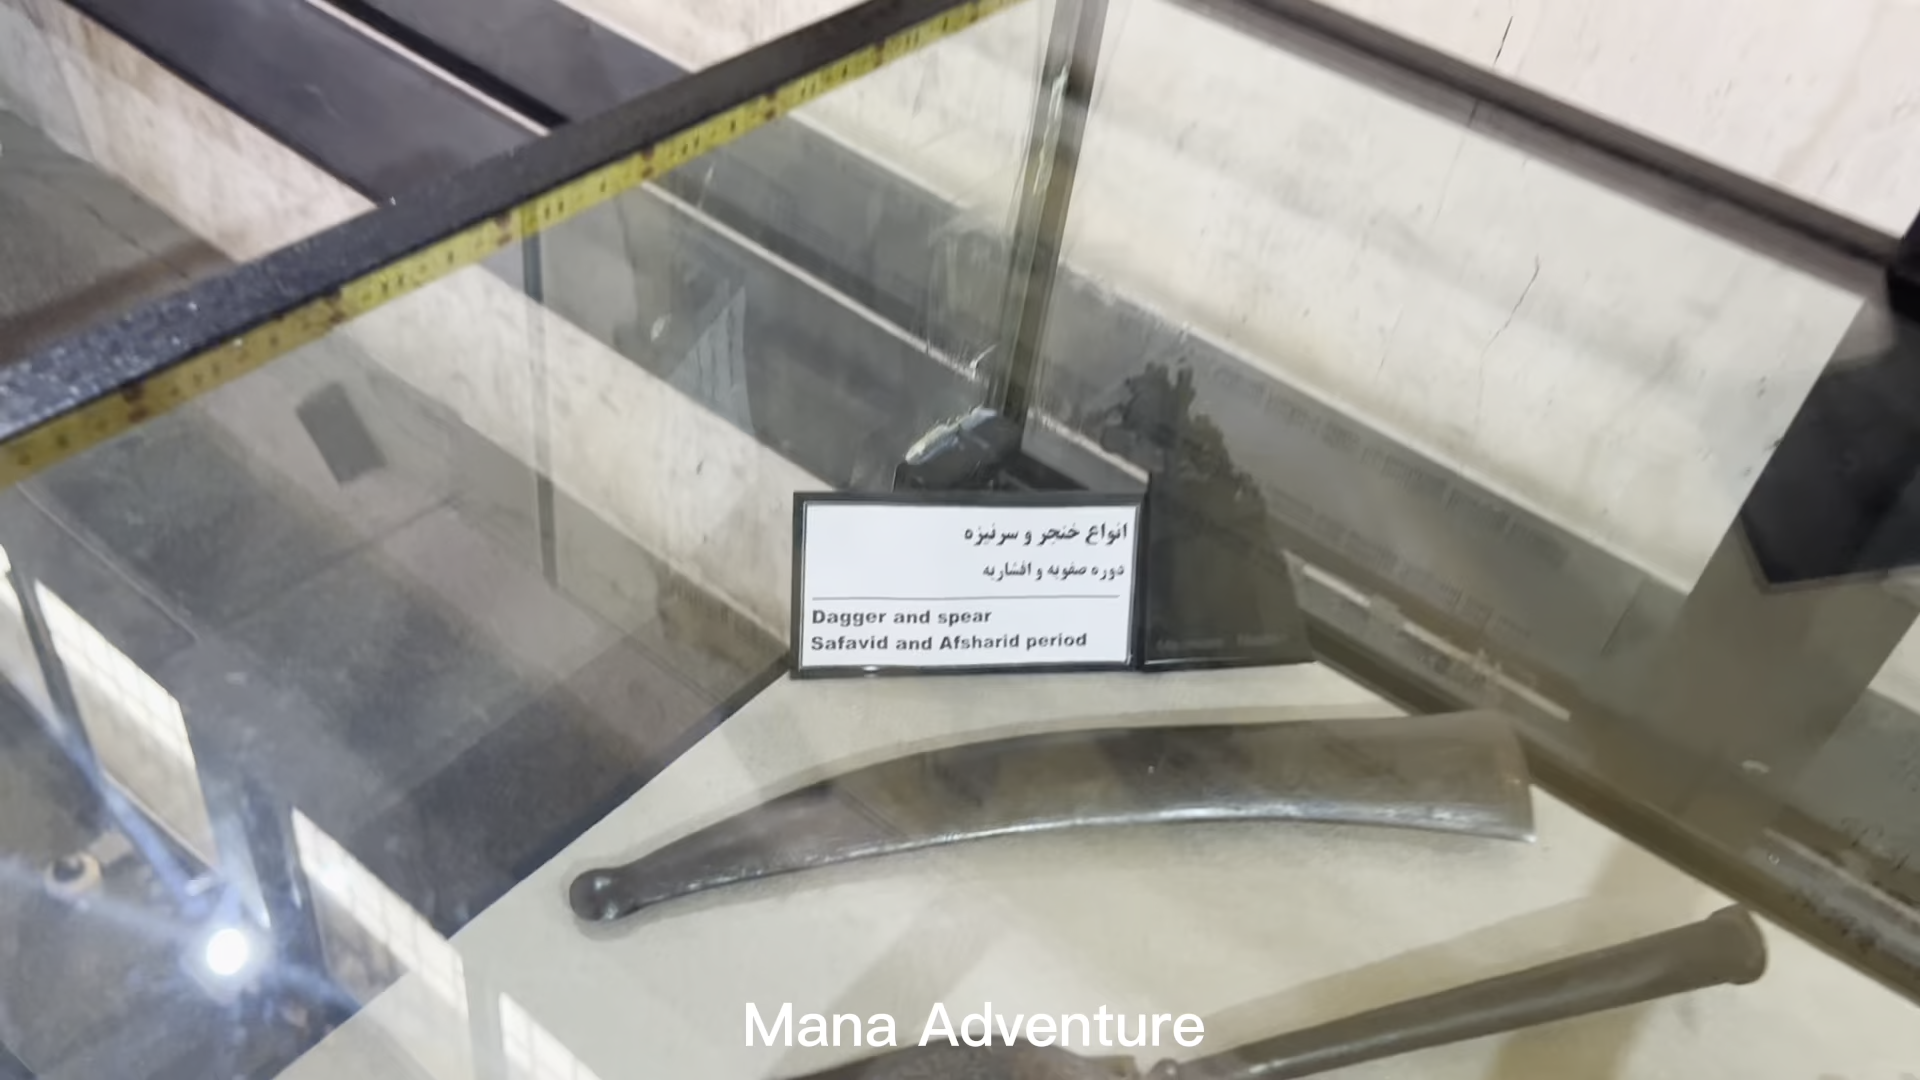 انواع خنجر و سرنیزه
دوره صفویه و افشاریه
Dagger and spear
Safavid and Afsharid period
Mana Adventure